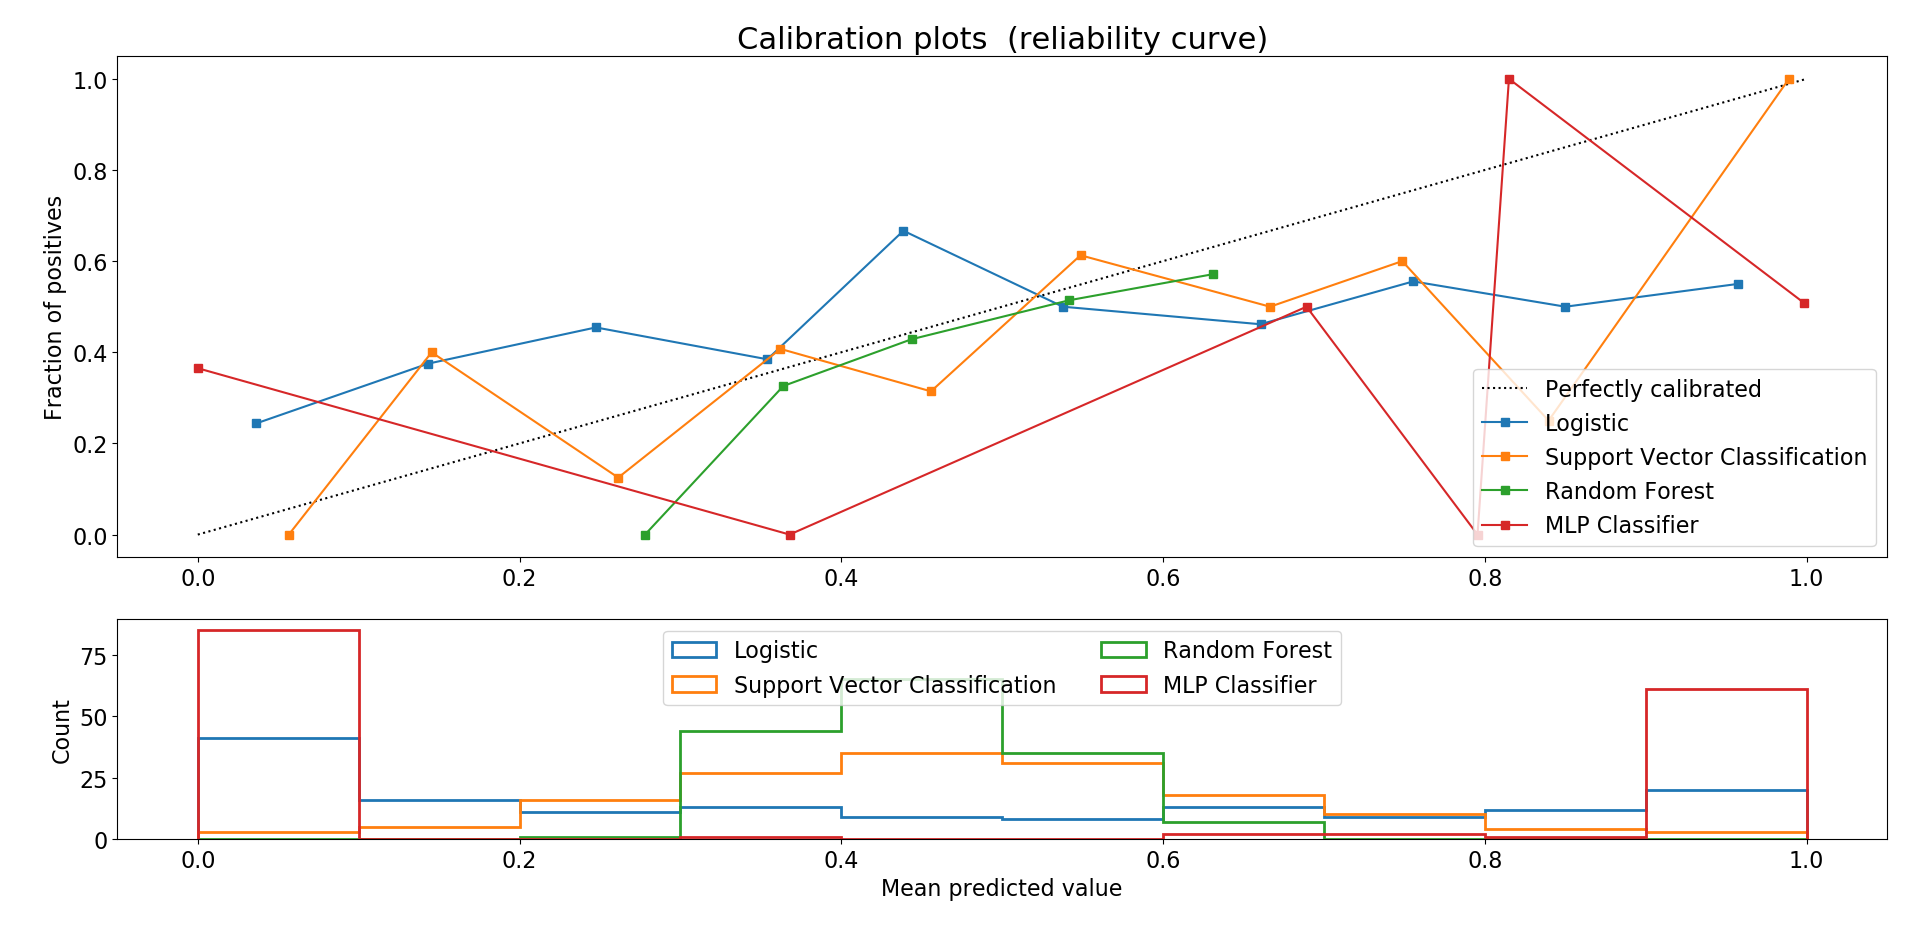 Calibration plots  (reliability curve)
1.0
0.8
0.6
0.4
0.2
0.0
Fraction of positives
Perfectly calibrated
Logistic
Support Vector Classification
Random Forest
MLP Classifier
0.0 0.2 0.4 0.6 0.8 1.0
75
50
25
0
Count
Logistic Random Forest
Support Vector Classification MLP Classifier
0.0 0.2 0.4 0.6 0.8 1.0
Mean predicted value